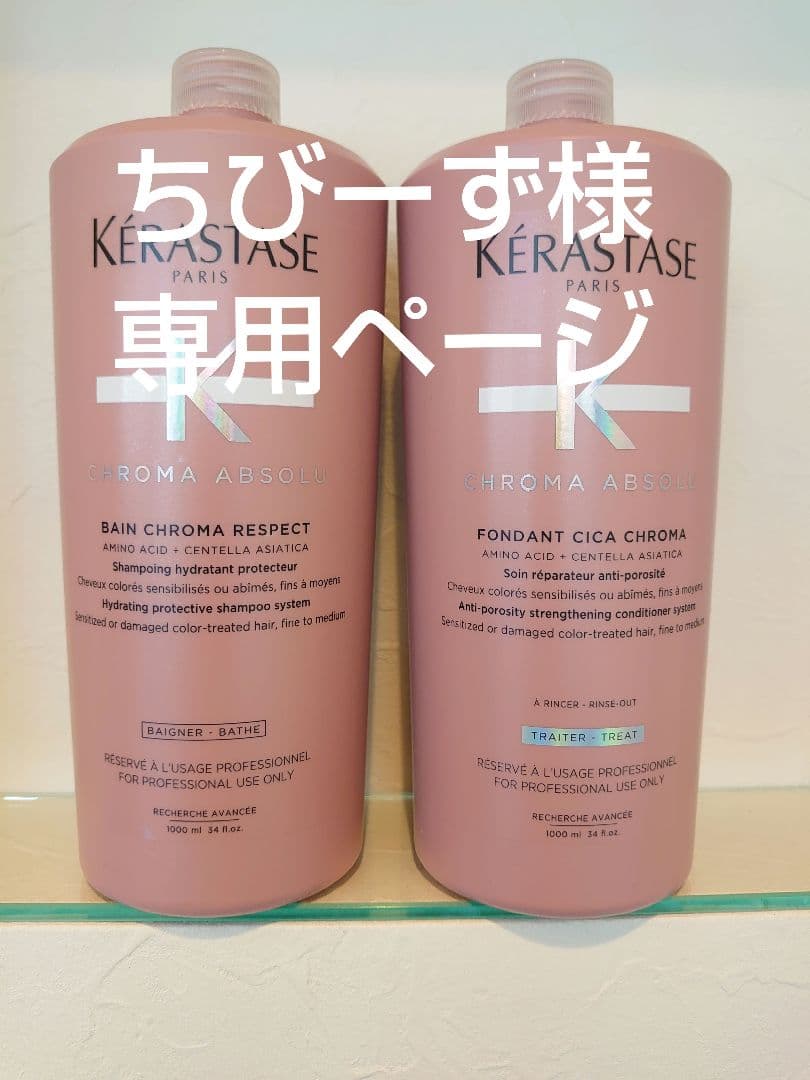 ちびーず様
専用ページ
KÉRASTASE
PARIS
K
CHROMA ABSOLU
BAIN CHROMA RESPECT
AMINO ACID + CENTELLA ASIATICA
Shampoing hydratant protecteur
Cheveux colorés sensibilisés ou abîmés, fins à moyens
Hydrating protective shampoo system
Sensitized or damaged color-treated hair, fine to medium
BAIGNER - BATHE
RÉSERVÉ À L'USAGE PROFESSIONNEL
FOR PROFESSIONAL USE ONLY
RECHERCHE AVANCÉE
1000 ml 34 fl.oz.
KÉRASTASE
PARIS
K
CHROMA ABSOLU
FONDANT CICA CHROMA
AMINO ACID + CENTELLA ASIATICA
Soin réparateur anti-porosité
Cheveux colorés sensibilisés ou abîmés, fins à moyens
Anti-porosity strengthening conditioner system
Sensitized or damaged color-treated hair, fine to medium
À RINCER - RINSE-OUT
TRAITER - TREAT
RÉSERVÉ À L'USAGE PROFESSIONNEL
FOR PROFESSIONAL USE ONLY
RECHERCHE AVANCÉE
1000 ml 34 fl.oz.